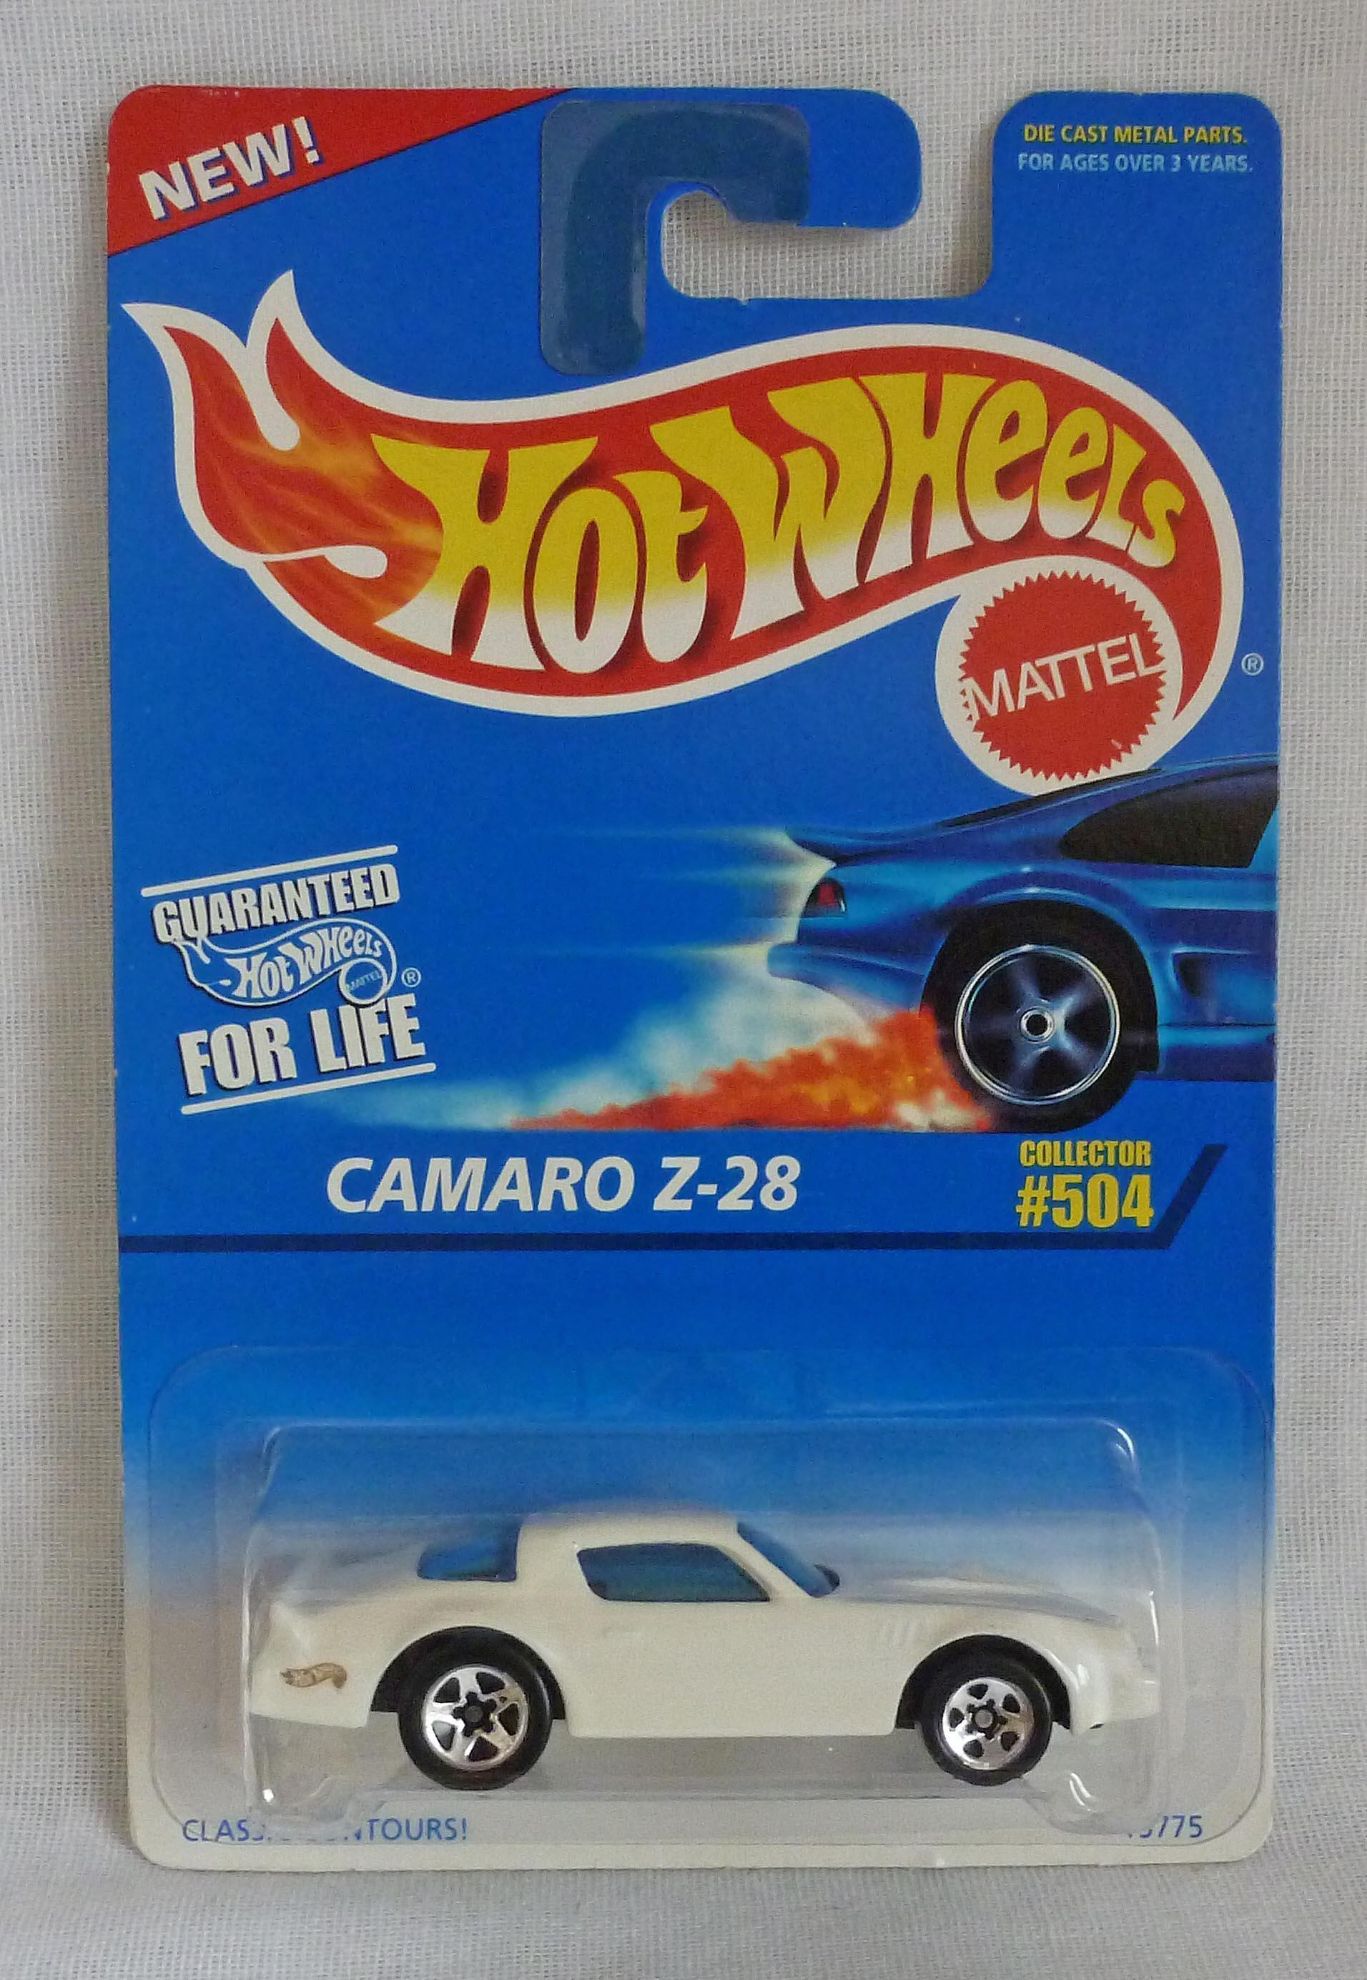 NEW!
DIE CAST METAL PARTS.
FOR AGES OVER 3 YEARS.
HOT WHEELS
MATTEL
®
GUARANTEED
HOT WHEELS
MATTEL
®
FOR LIFE
CAMARO Z-28
COLLECTOR
#504